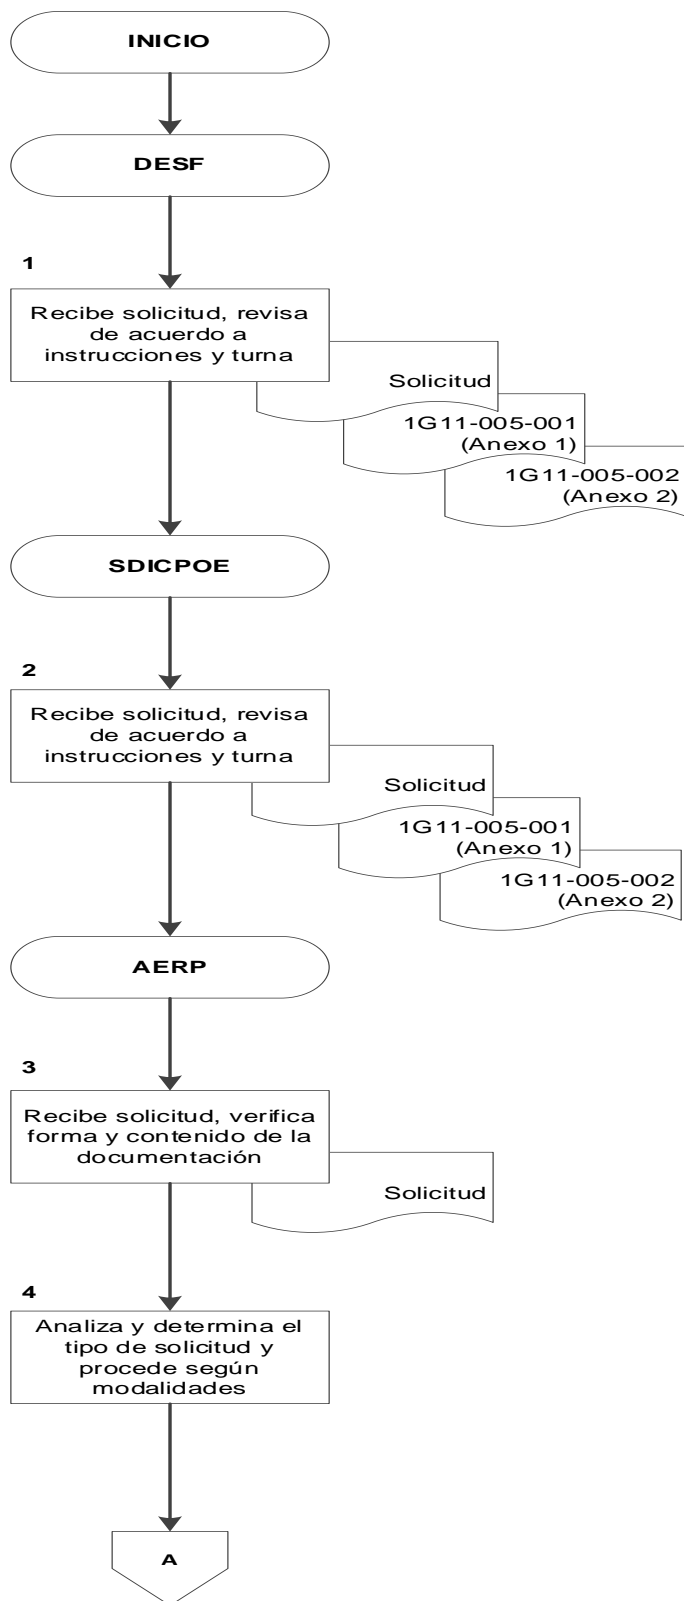 INICIO
DESF
1
Recibe solicitud, revisa
de acuerdo a
instrucciones y turna
Solicitud
1G11-005-001
(Anexo 1)
1G11-005-002
(Anexo 2)
SDICPOE
2
Recibe solicitud, revisa
de acuerdo a
instrucciones y turna
Solicitud
1G11-005-001
(Anexo 1)
1G11-005-002
(Anexo 2)
AERP
3
Recibe solicitud, verifica
forma y contenido de la
documentación
Solicitud
4
Analiza y determina el
tipo de solicitud y
procede según
modalidades
A